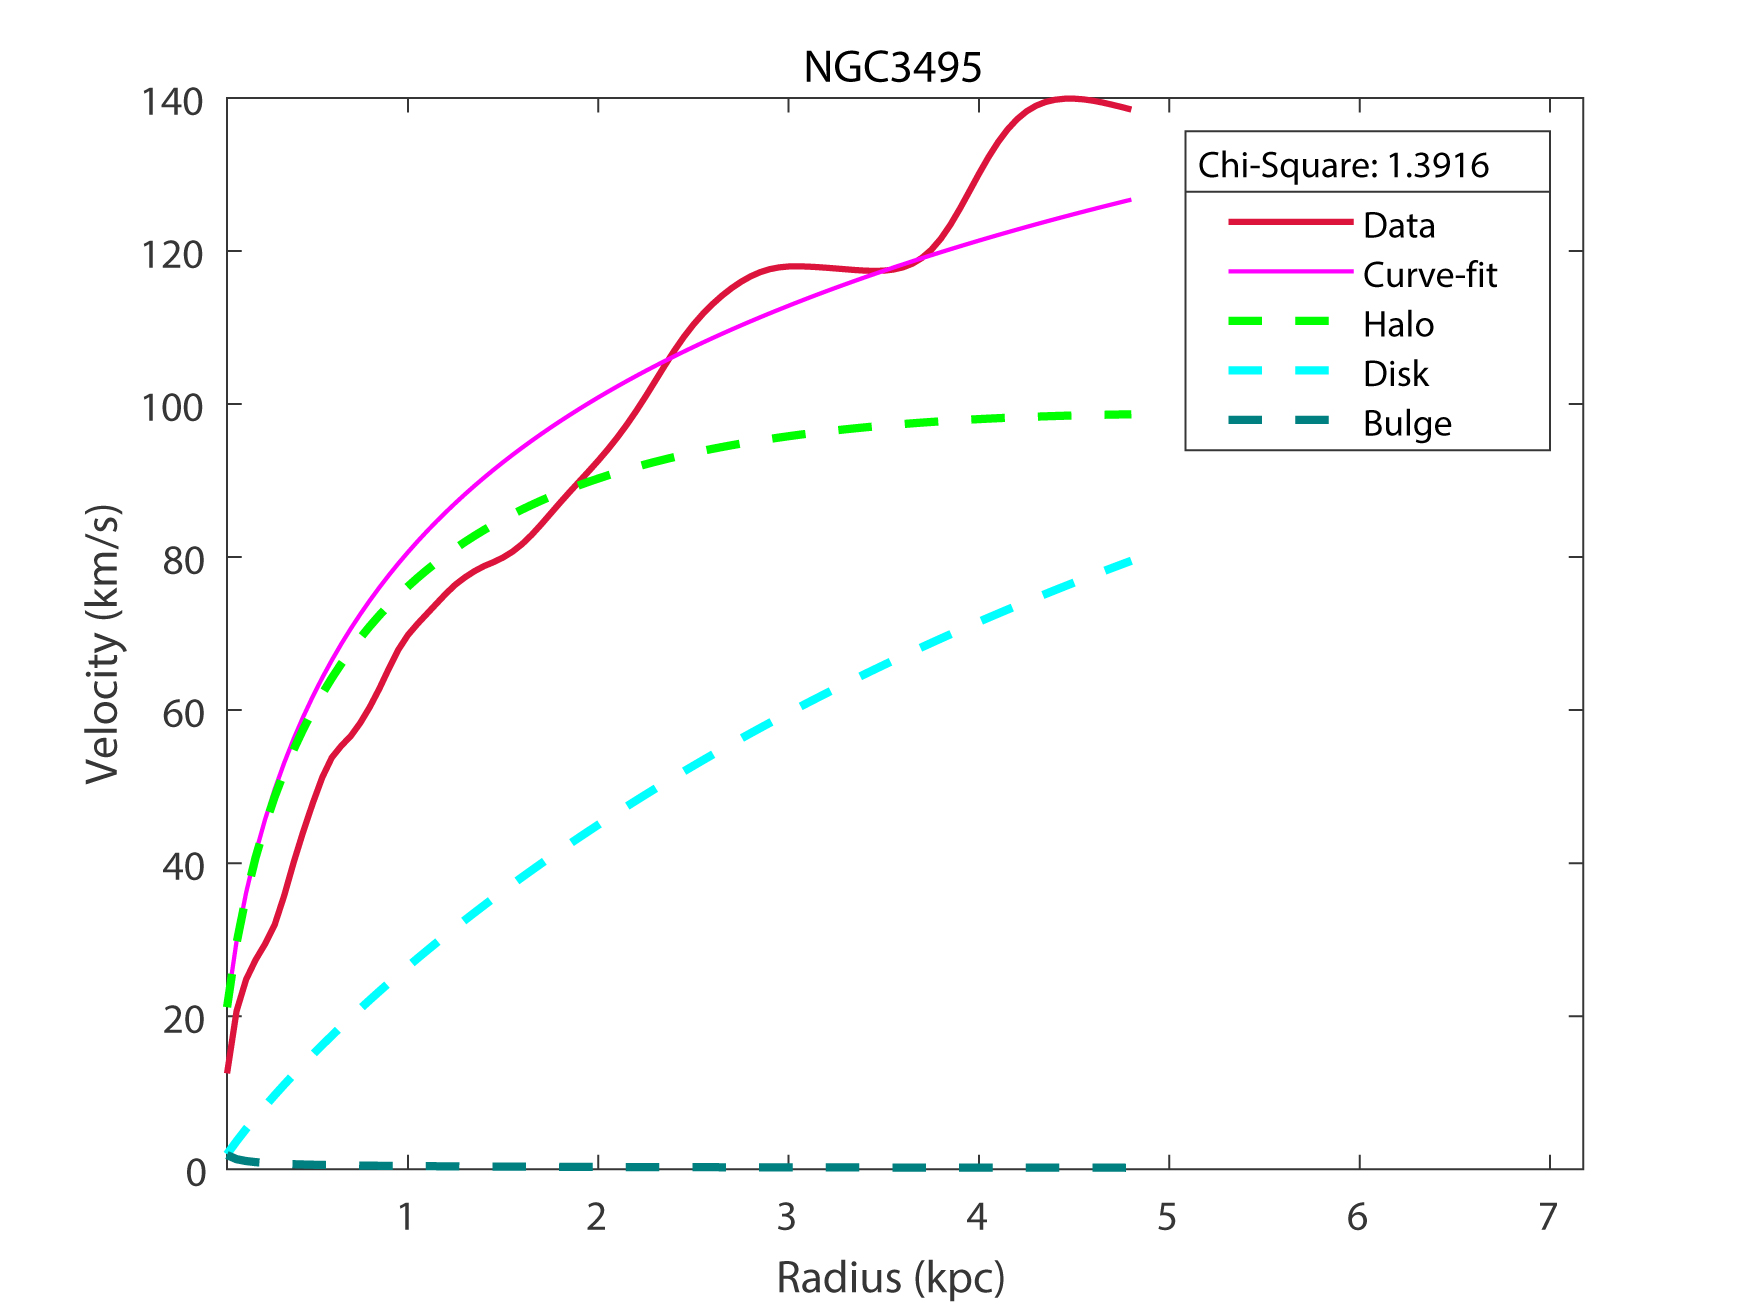 NGC3495
140
120
100
80
60
40
20
0
Velocity (km/s)
1 2 3 4 5 6 7
Radius (kpc)
Chi-Square: 1.3916
Data
Curve-fit
Halo
Disk
Bulge